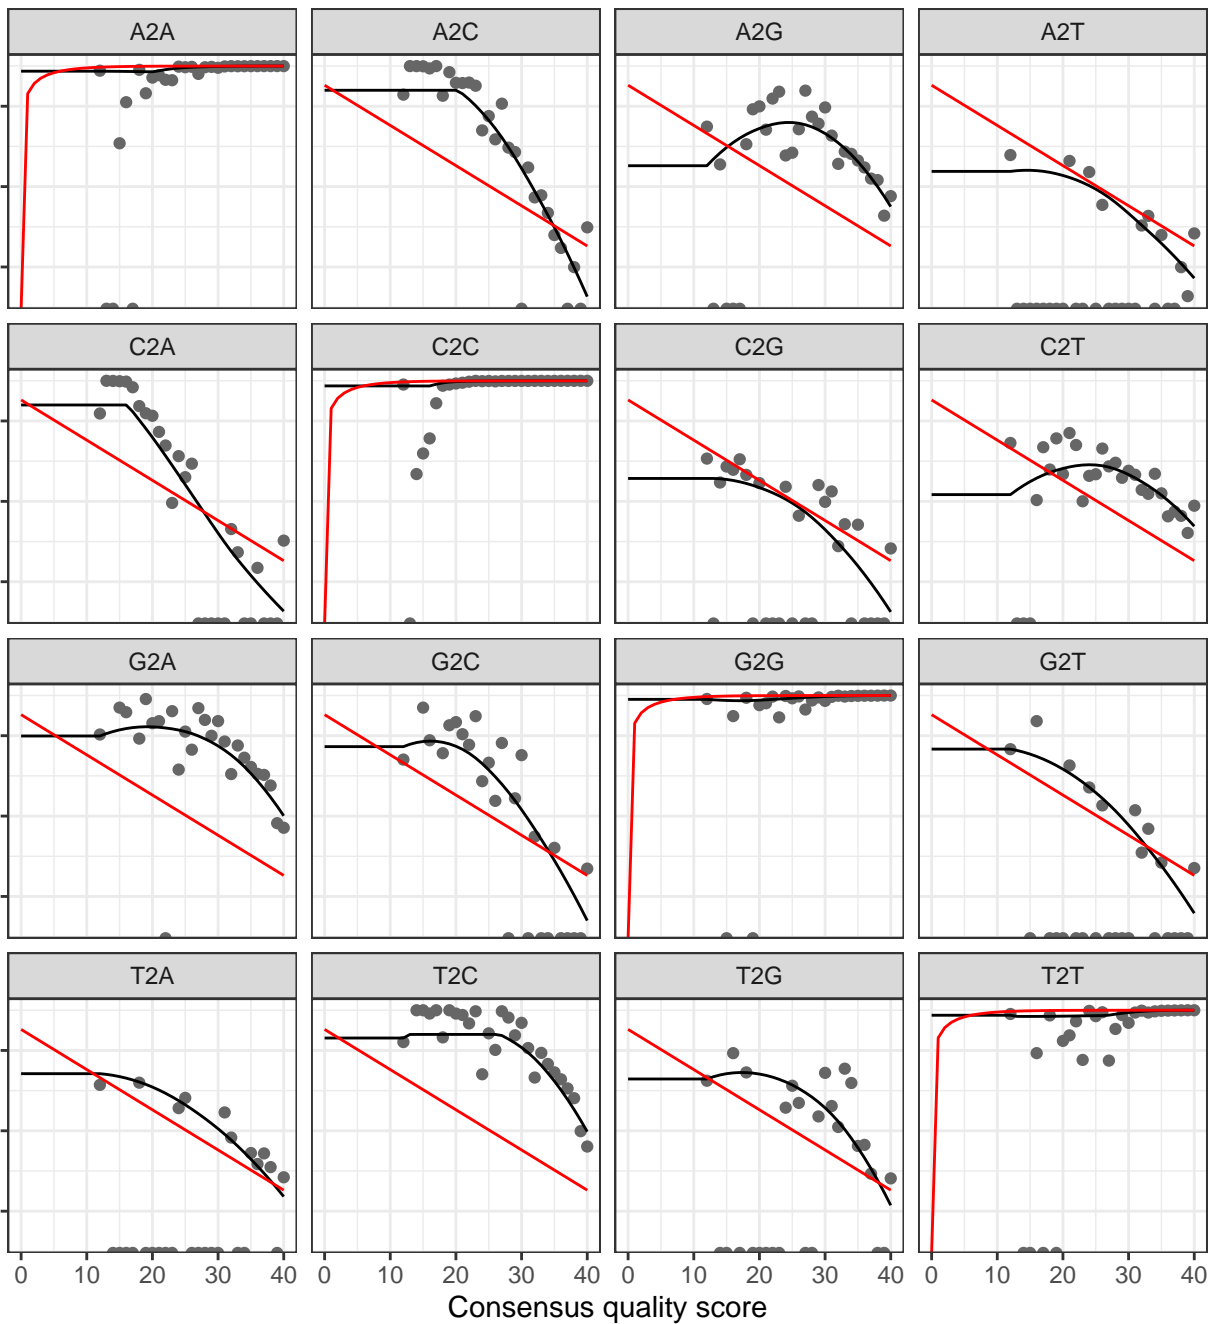 A2A A2C A2G A2T
C2A C2C C2G C2T
G2A G2C G2G G2T
T2A T2C T2G T2T
0 10 20 30 40 0 10 20 30 40 0 10 20 30 40 0 10 20 30 40
Consensus quality score